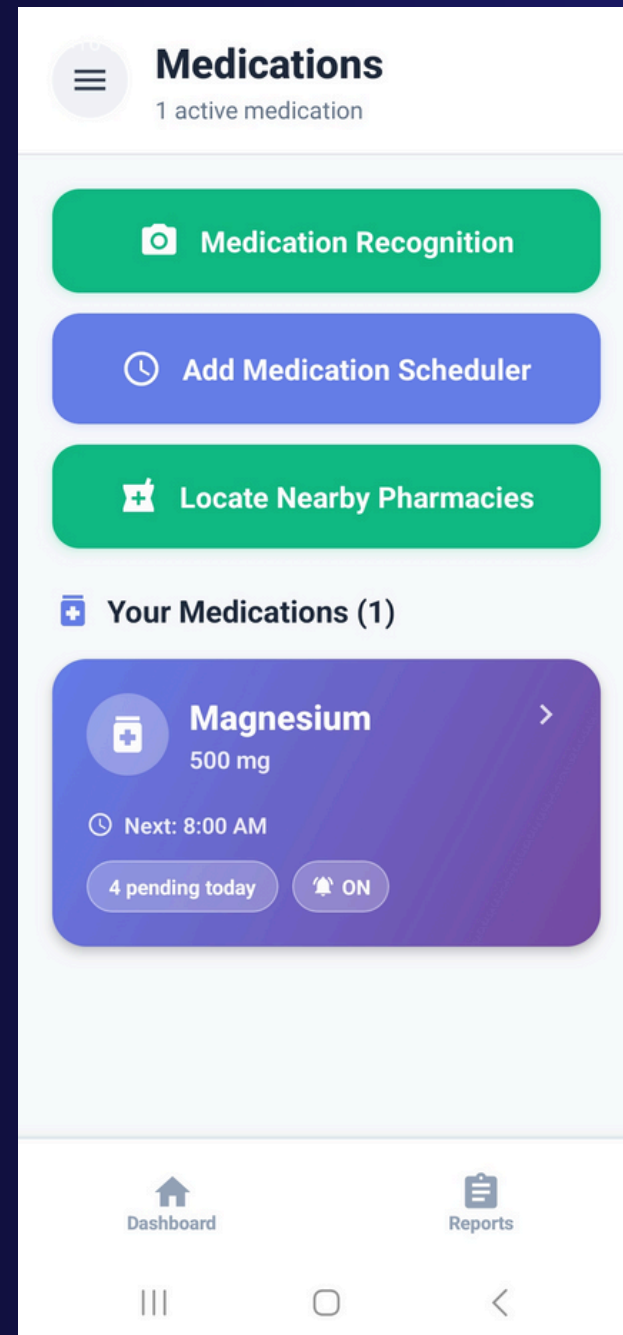 Medications
1 active medication
Medication Recognition
Add Medication Scheduler
Locate Nearby Pharmacies
Your Medications (1)
Magnesium
500 mg
Next: 8:00 AM
4 pending today
ON
Dashboard
Reports